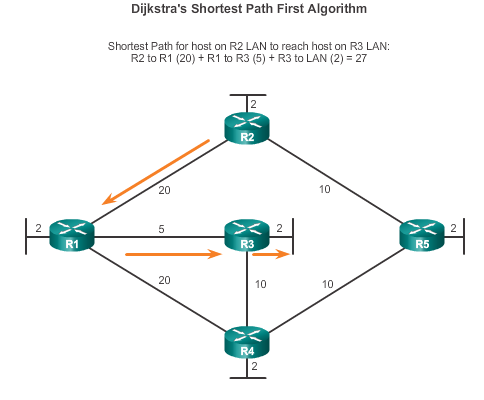 Dijkstra's Shortest Path First Algorithm
Shortest Path for host on R2 LAN to reach host on R3 LAN:
R2 to R1 (20) + R1 to R3 (5) + R3 to LAN (2) = 27
2
R2
20
10
2
R1
5
R3
2
R5
2
20
10
10
R4
2